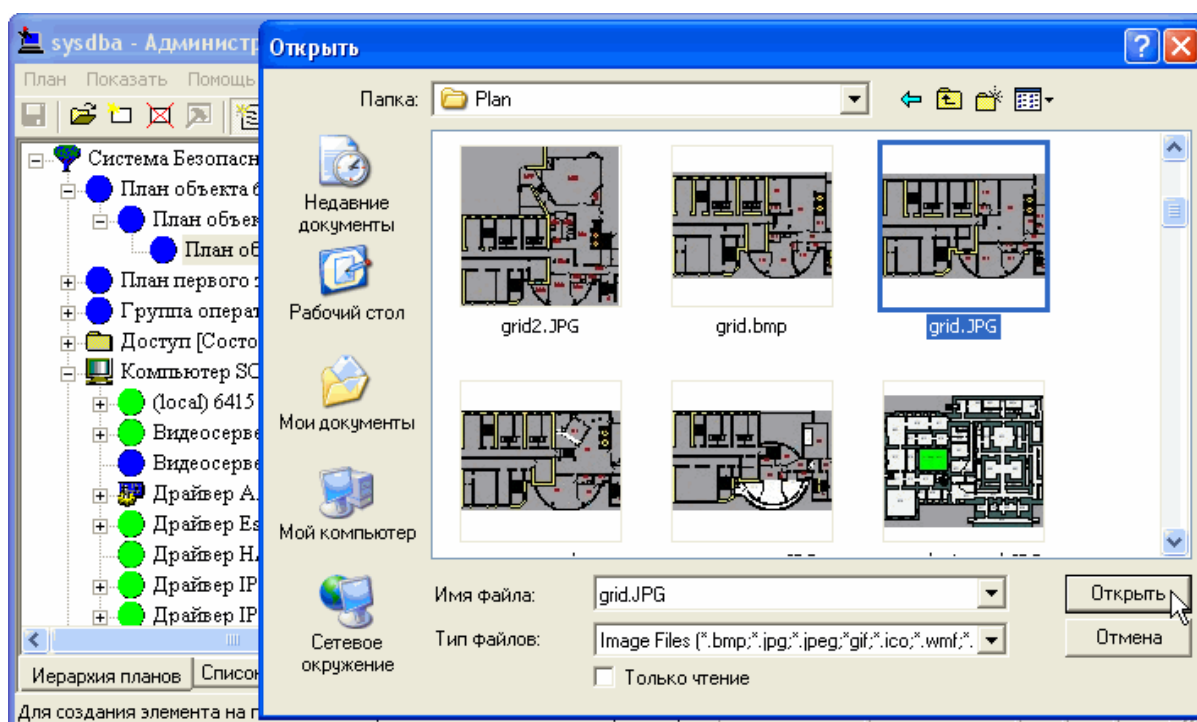 sysdba - Администр
План Показать Помощь
Система Безопасн
План объекта б
План объек
План об
План первого э
Группа операт
Доступ [Состо
Компьютер SC
(local) 6415
Видеосерве
Видеосерве
Драйвер А
Драйвер Es
Драйвер
Драйвер IP
Драйвер IP
Иерархия планов Список
Для создания элемента на п
Открыть
Папка: Plan
Недавние
документы
Рабочий стол
Мои документы
Мой компьютер
Сетевое
окружение
grid2.JPG grid.bmp grid.JPG
Имя файла: grid.JPG Открыть
Тип файлов: Image Files (*.bmp;*.jpg;*.jpeg;*gif;*.ico;*.wmf;*. Отмена
Только чтение